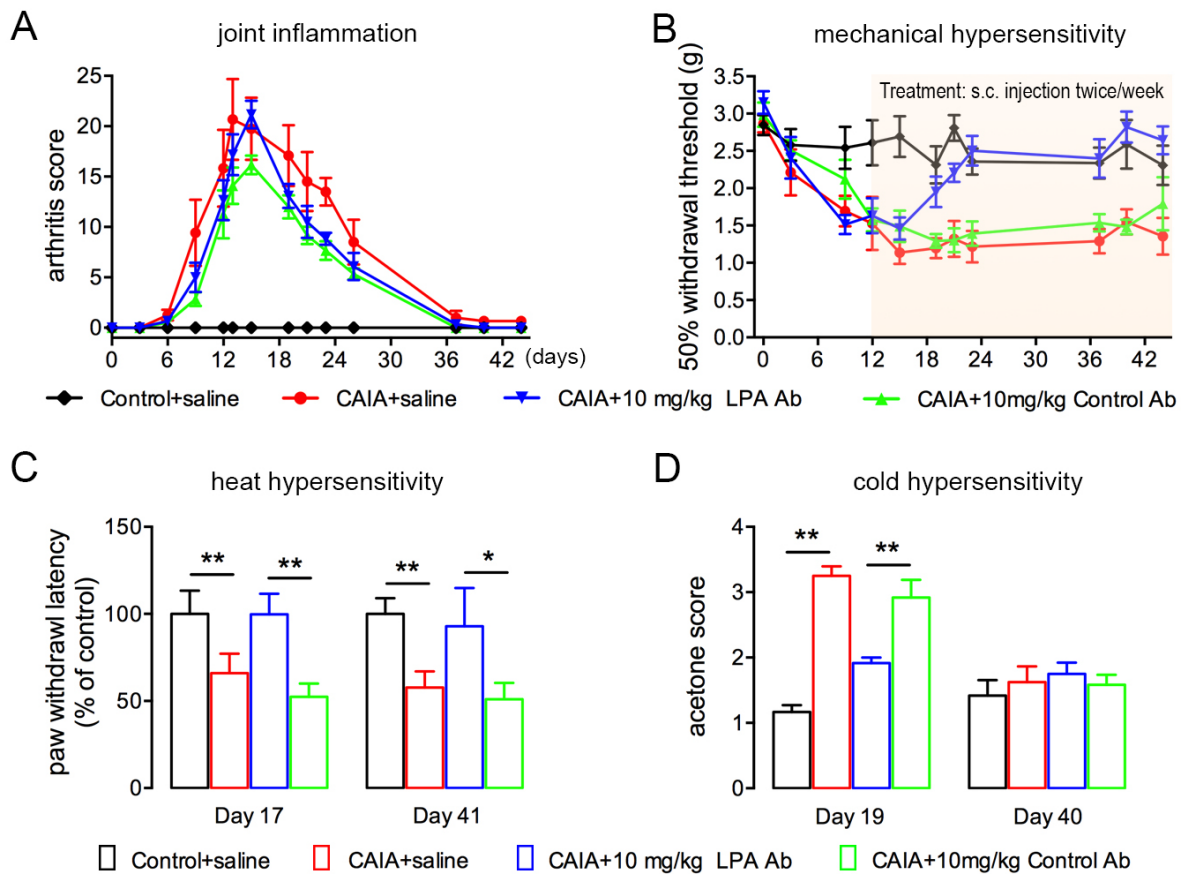 A
joint inflammation
arthritis score
25
20
15
10
5
0
0 6 12 18 24 30 36 42 (days)
B
mechanical hypersensitivity
50% withdrawal threshold (g)
3.5
3.0
2.5
2.0
1.5
1.0
0.5
0.0
Treatment: s.c. injection twice/week
0 6 12 18 24 30 36 42
Control+saline CAIA+saline CAIA+10 mg/kg LPA Ab CAIA+10mg/kg Control Ab
C
heat hypersensitivity
paw withdrawl latency
(% of control)
150
100
50
0
** ** ** *
Day 17 Day 41
D
cold hypersensitivity
acetone score
4
3
2
1
0
** **
Day 19 Day 40
Control+saline CAIA+saline CAIA+10 mg/kg LPA Ab CAIA+10mg/kg Control Ab